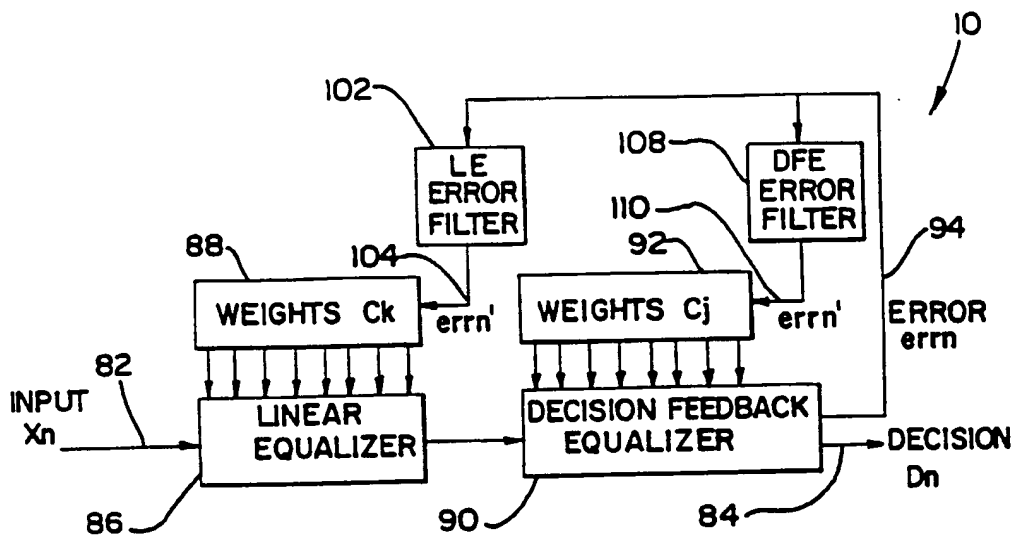 10
102
LE
ERROR
FILTER
108
DFE
ERROR
FILTER
110
94
88
104
92
WEIGHTS Ck
errn'
WEIGHTS Cj
errn'
ERROR
errn
82
INPUT
Xn
LINEAR
EQUALIZER
DECISION FEEDBACK
EQUALIZER
DECISION
Dn
86
90
84